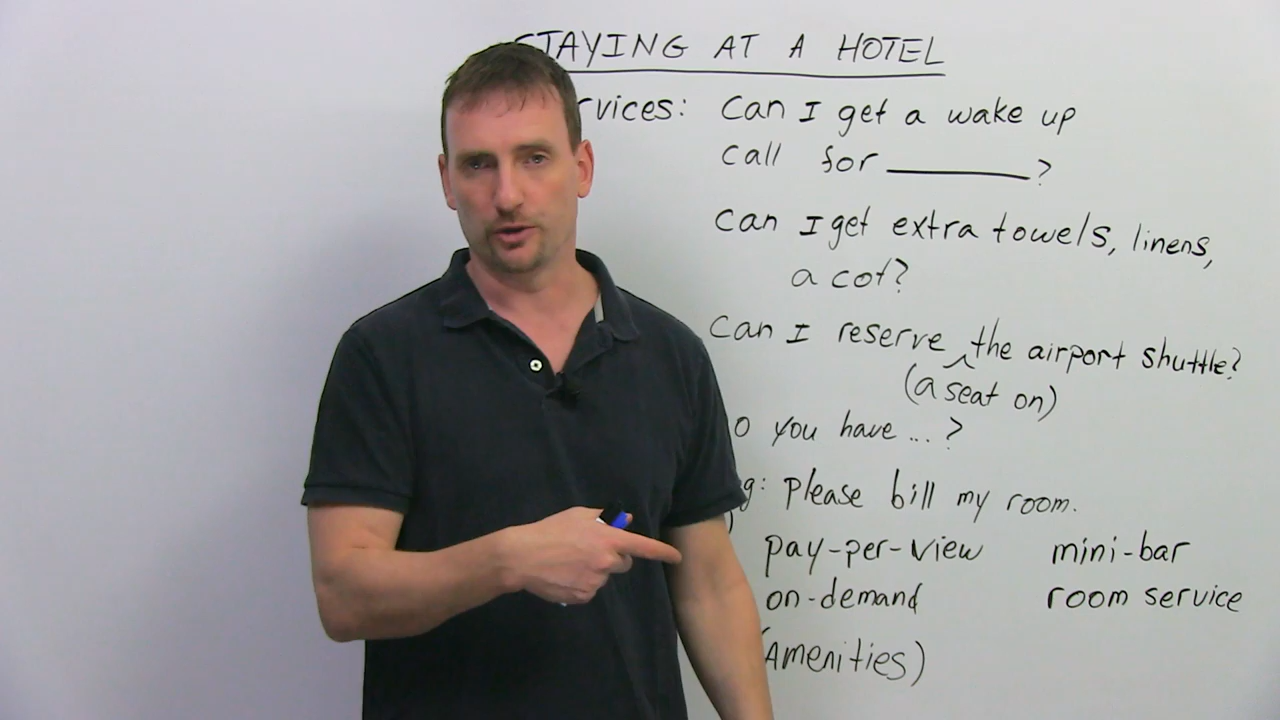 STAYING AT A HOTEL
rvices: Can I get a wake up
call for ________?
Can I get extra towels, linens,
a cot?
Can I reserve ^ the airport shuttle?
(a seat on)
o you have ... ?
g: Please bill my room.
)
pay-per-view mini-bar
on-demand room service
(Amenities)